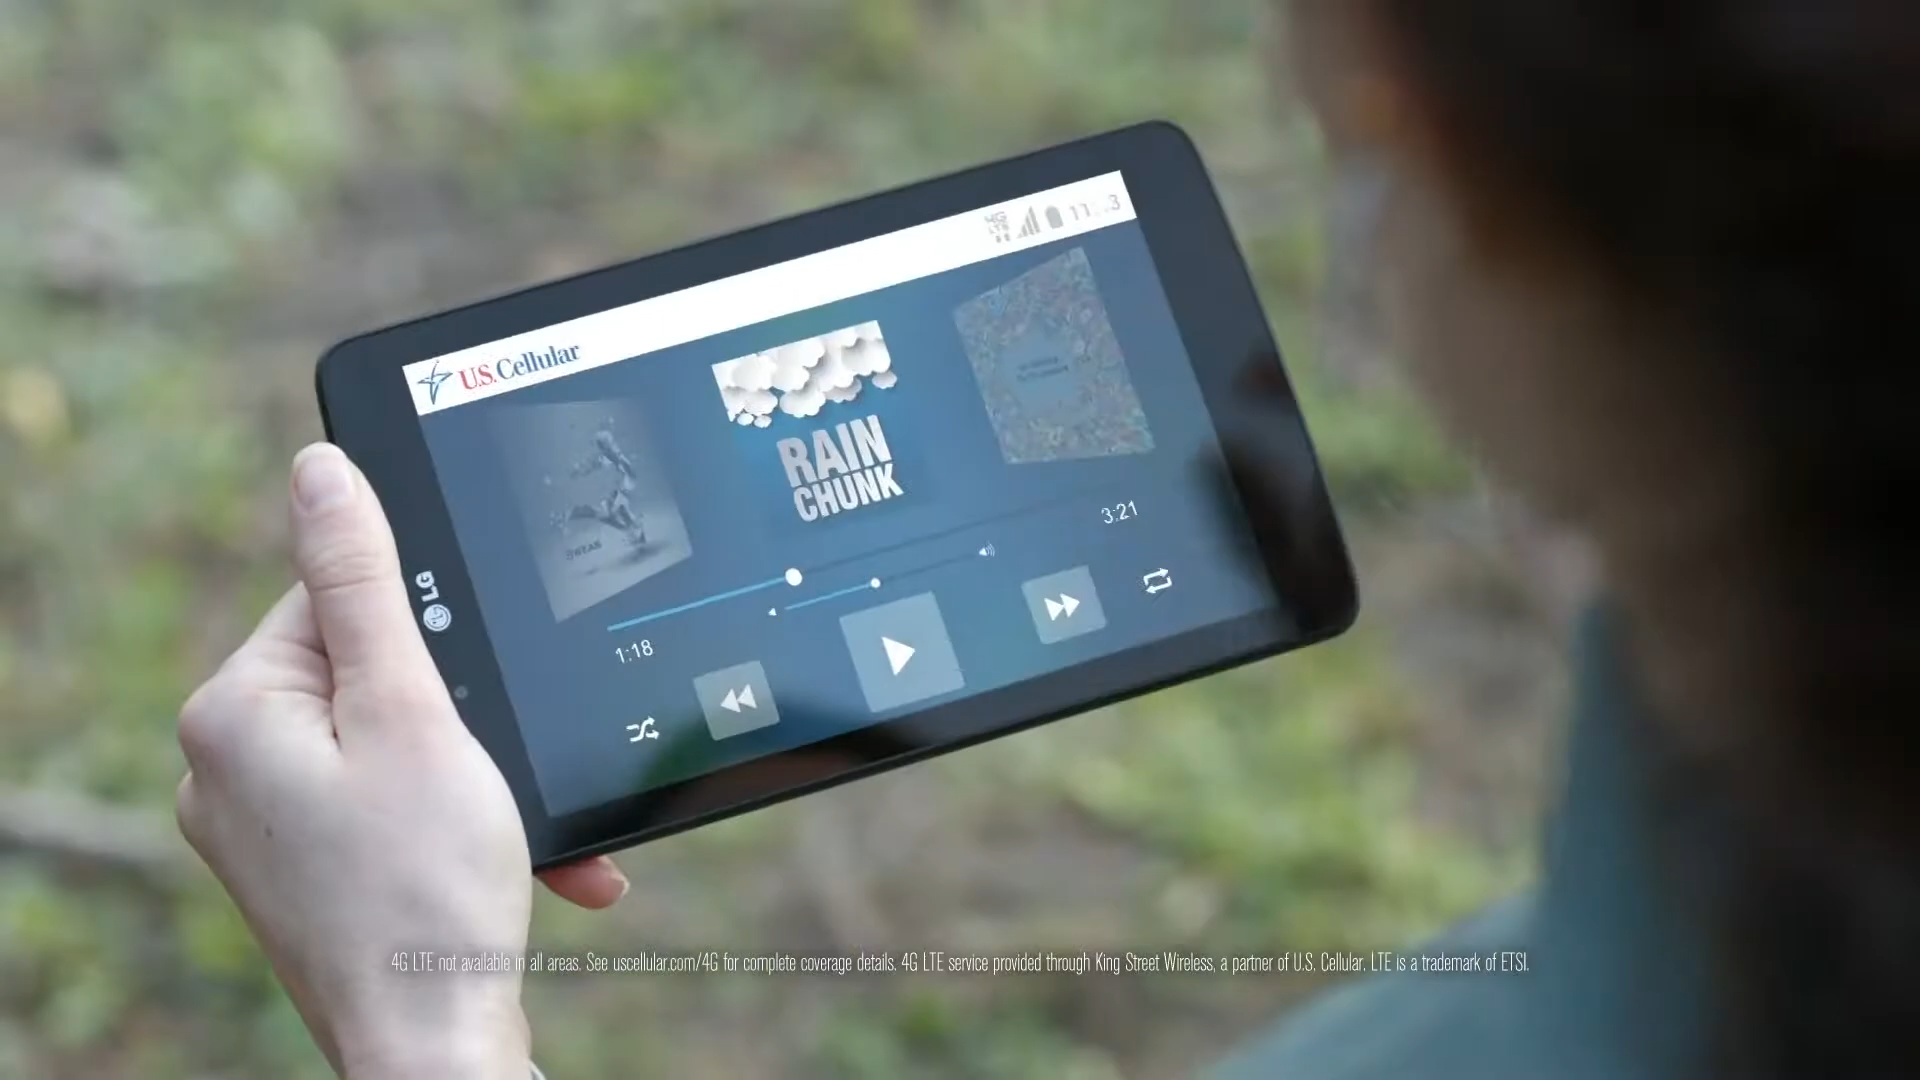 4G
LTE
U.S. Cellular
RAIN
CHUNK
3:21
1:18
LG
4G LTE not available in all areas. See uscellular.com/4G for complete coverage details. 4G LTE service provided through King Street Wireless, a partner of U.S. Cellular. LTE is a trademark of ETSI.